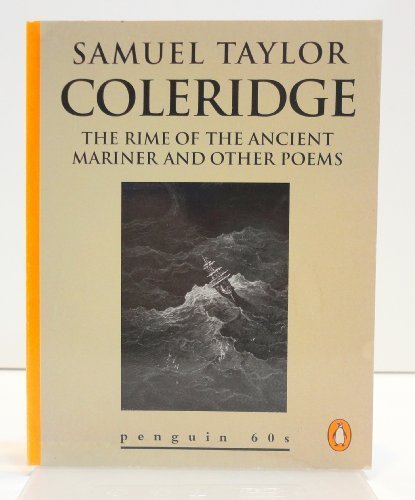 SAMUEL TAYLOR
COLERIDGE
THE RIME OF THE ANCIENT
MARINER AND OTHER POEMS
penguin 60s